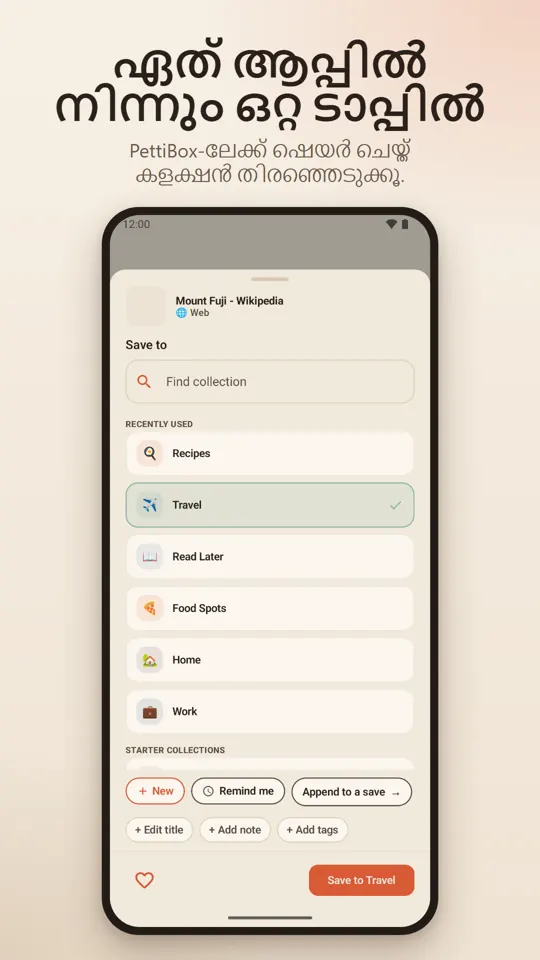 ഏത് ആപ്പിൽ
നിന്നും ഒറ്റ ടാപ്പിൽ
PettiBox-ലേക്ക് ഷെയർ ചെയ്ത്
കളക്ഷൻ തിരഞ്ഞെടുക്കൂ.
12:00
Mount Fuji - Wikipedia
Web
Save to
Find collection
RECENTLY USED
Recipes
Travel
Read Later
Food Spots
Home
Work
STARTER COLLECTIONS
+ New
Remind me
Append to a save →
+ Edit title
+ Add note
+ Add tags
Save to Travel